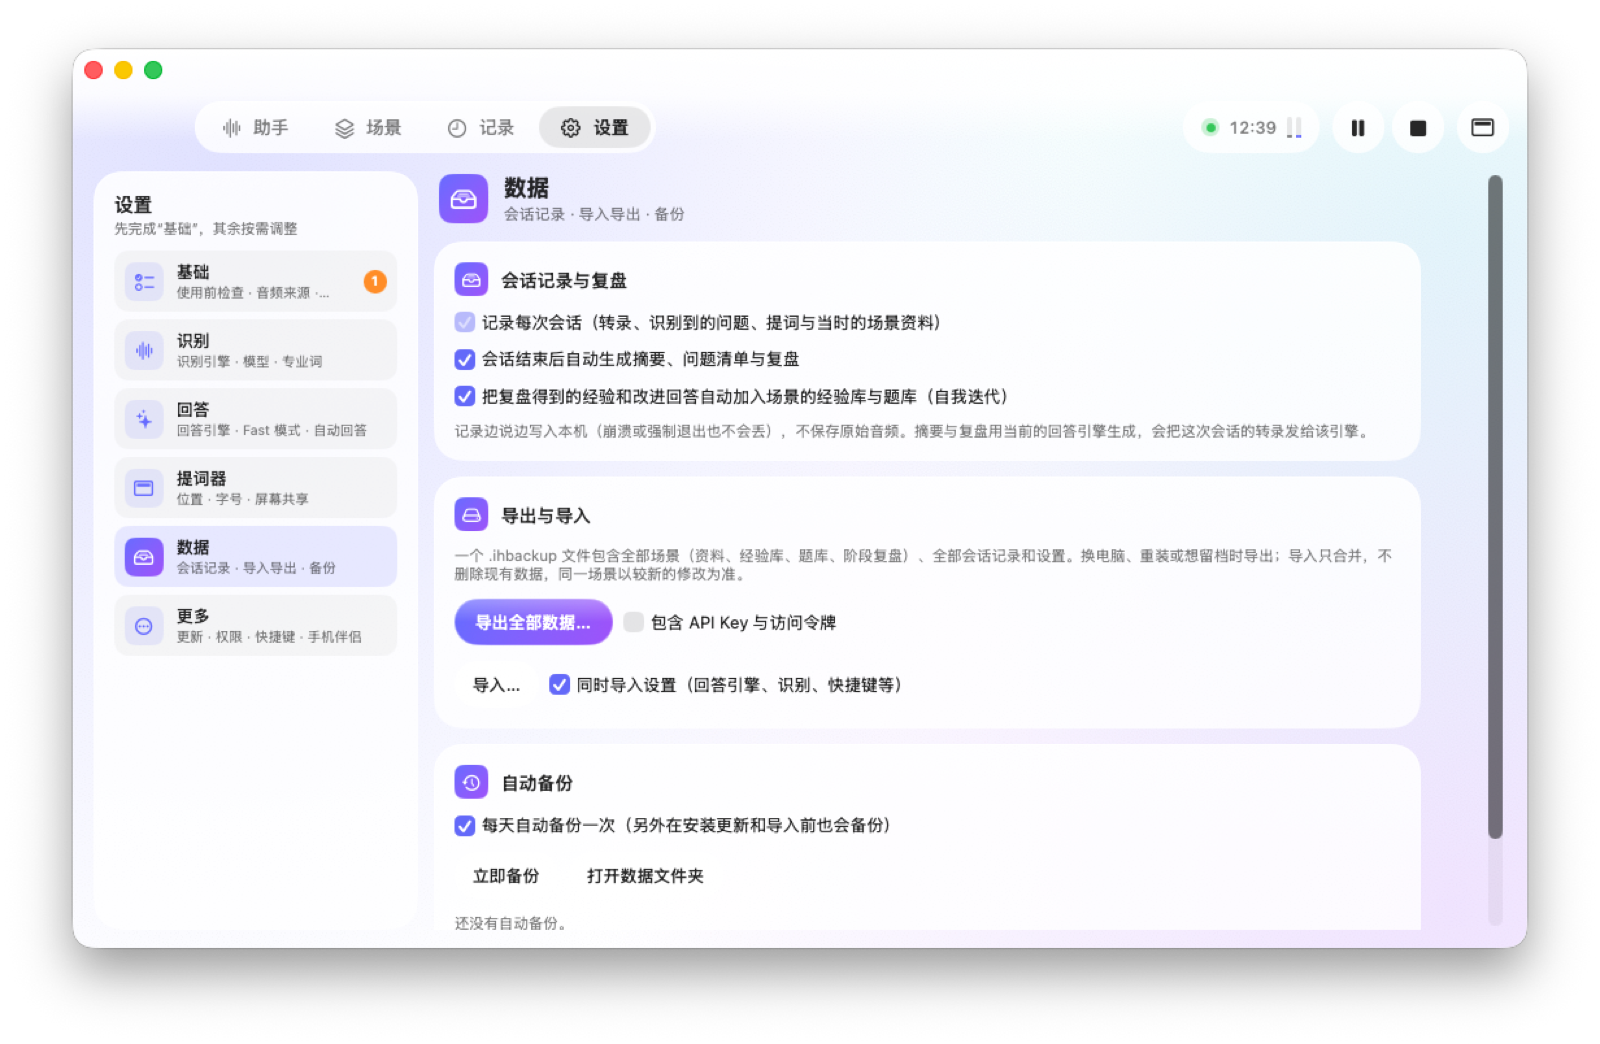 助手
场景
记录
设置
12:39
设置
先完成“基础”，其余按需调整
基础
使用前检查 · 音频来源 ·...
1
识别
识别引擎 · 模型 · 专业词
回答
回答引擎 · Fast 模式 · 自动回答
提词器
位置 · 字号 · 屏幕共享
数据
会话记录 · 导入导出 · 备份
更多
更新 · 权限 · 快捷键 · 手机伴侣
数据
会话记录 · 导入导出 · 备份
会话记录与复盘
记录每次会话（转录、识别到的问题、提词与当时的场景资料）
会话结束后自动生成摘要、问题清单与复盘
把复盘得到的经验和改进回答自动加入场景的经验库与题库（自我迭代）
记录边说边写入本机（崩溃或强制退出也不会丢），不保存原始音频。摘要与复盘用当前的回答引擎生成，会把这次会话的转录发给该引擎。
导出与导入
一个 .ihbackup 文件包含全部场景（资料、经验库、题库、阶段复盘）、全部会话记录和设置。换电脑、重装或想留档时导出；导入只合并，不
删除现有数据，同一场景以较新的修改为准。
导出全部数据...
包含 API Key 与访问令牌
导入...
同时导入设置（回答引擎、识别、快捷键等）
自动备份
每天自动备份一次（另外在安装更新和导入前也会备份）
立即备份
打开数据文件夹
还没有自动备份。